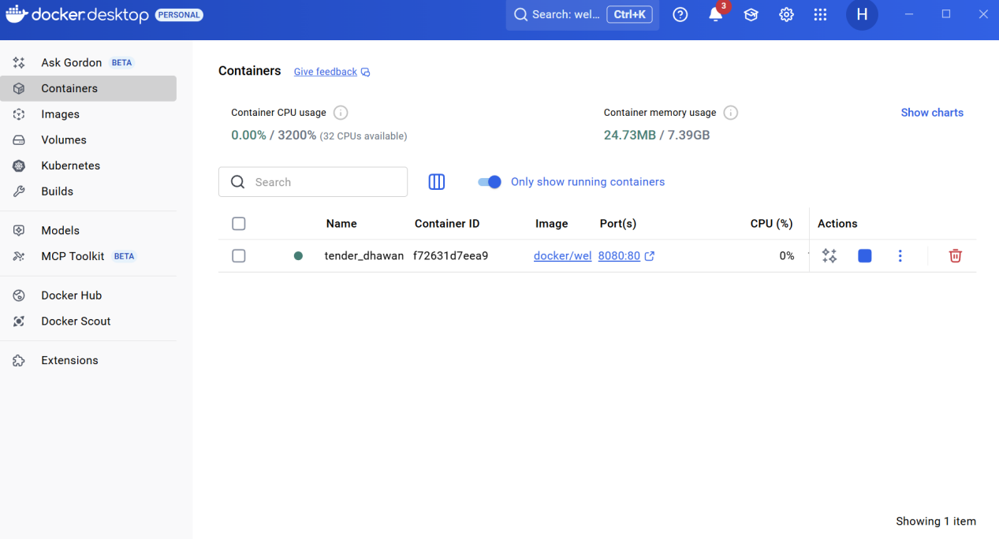 docker.desktop PERSONAL Search: wel... Ctrl+K 3 H
Ask Gordon BETA
Containers
Images
Volumes
Kubernetes
Builds
Models
MCP Toolkit BETA
Docker Hub
Docker Scout
Extensions
Containers Give feedback
Container CPU usage
0.00% / 3200% (32 CPUs available)
Container memory usage
24.73MB / 7.39GB
Show charts
Search
Only show running containers
Name Container ID Image Port(s) CPU (%) Actions
tender_dhawan f72631d7eea9 docker/wel 8080:80 0%
Showing 1 item